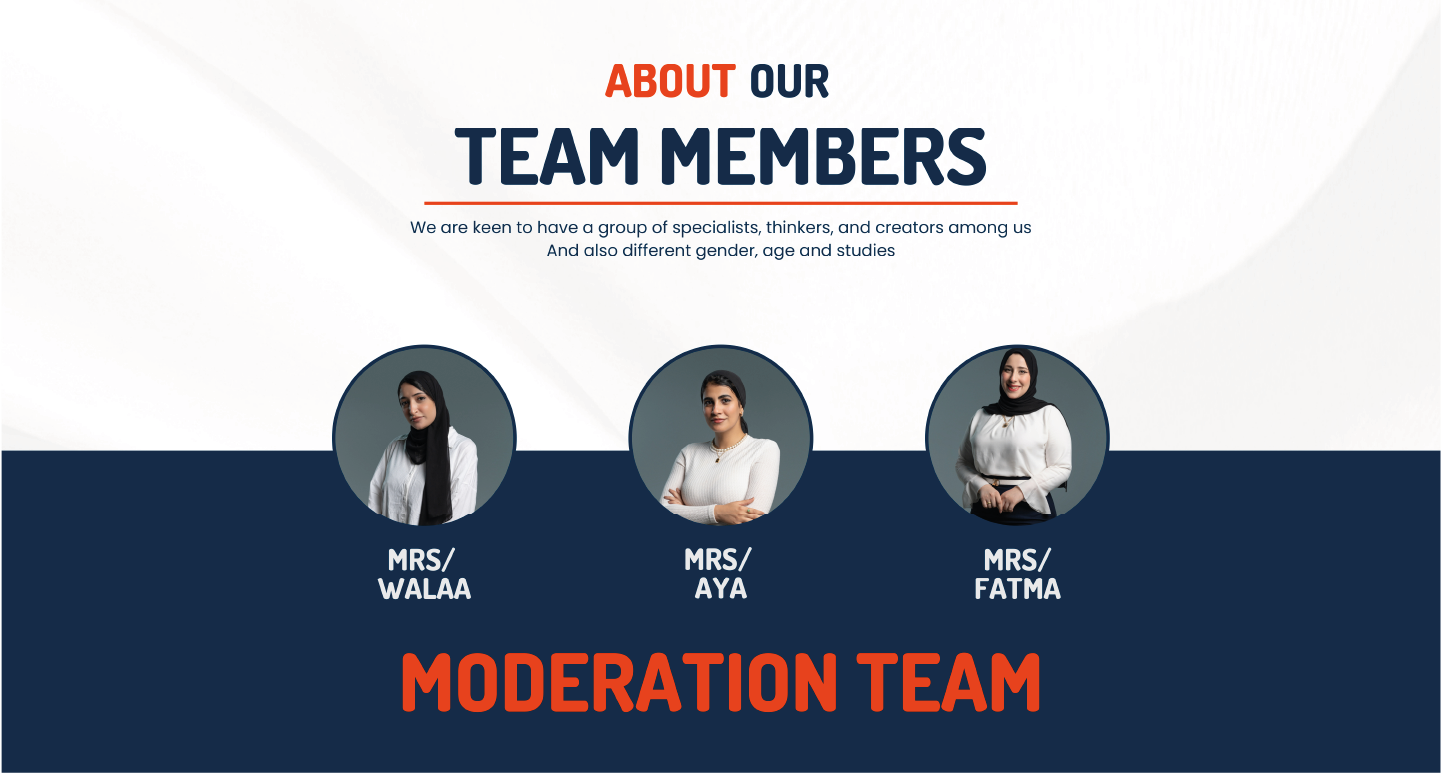 ABOUT OUR
TEAM MEMBERS
We are keen to have a group of specialists, thinkers, and creators among us
And also different gender, age and studies
MRS/
WALAA
MRS/
AYA
MRS/
FATMA
MODERATION TEAM